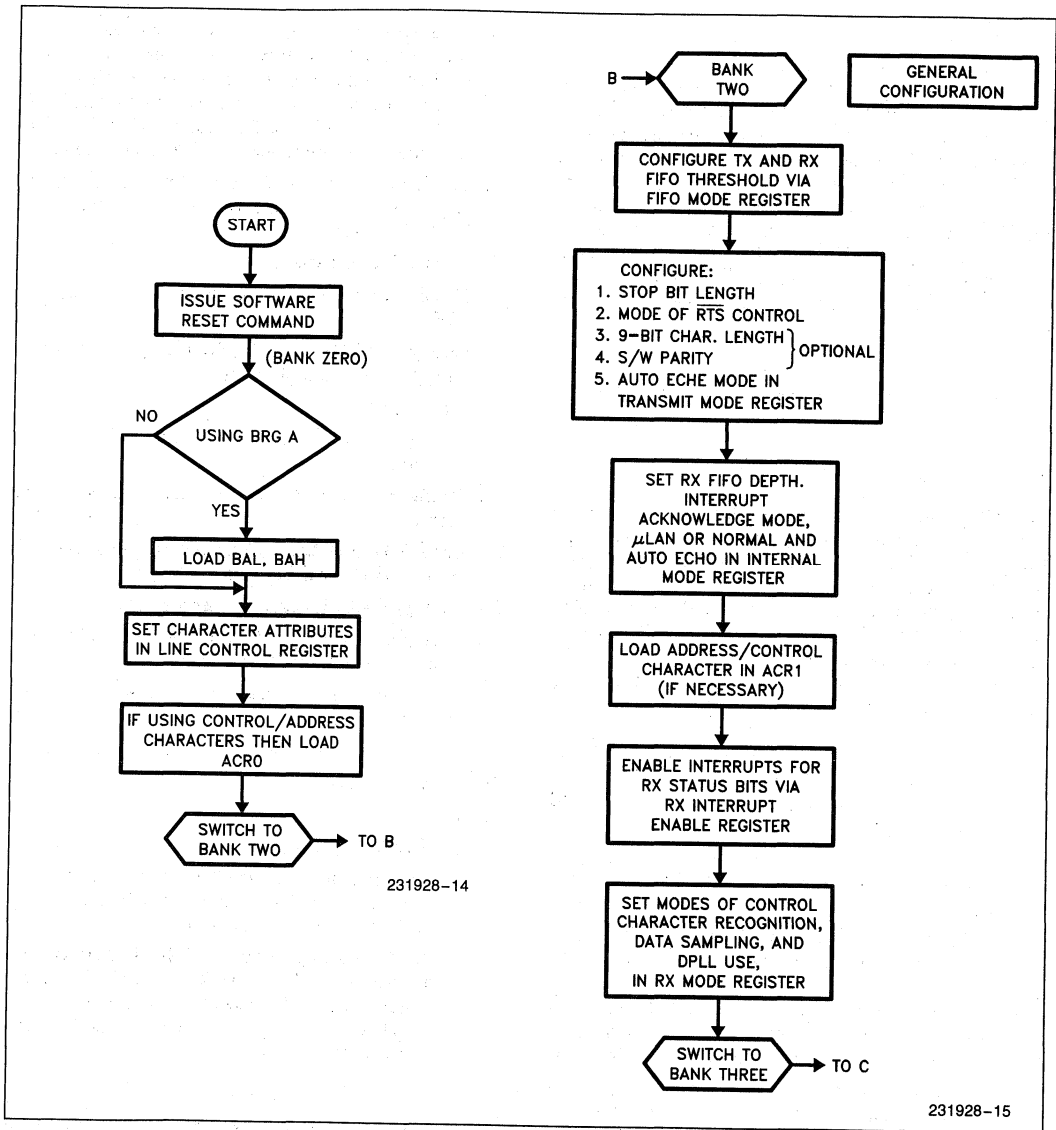 START
ISSUE SOFTWARE
RESET COMMAND
(BANK ZERO)
NO
USING BRG A
YES
LOAD BAL, BAH
SET CHARACTER ATTRIBUTES
IN LINE CONTROL REGISTER
IF USING CONTROL/ADDRESS
CHARACTERS THEN LOAD
ACR0
SWITCH TO
BANK TWO
TO B
231928-14
B
BANK
TWO
GENERAL
CONFIGURATION
CONFIGURE TX AND RX
FIFO THRESHOLD VIA
FIFO MODE REGISTER
CONFIGURE:
1. STOP BIT LENGTH
2. MODE OF R̅T̅S̅ CONTROL
3. 9-BIT CHAR. LENGTH
4. S/W PARITY
} OPTIONAL
5. AUTO ECHE MODE IN
TRANSMIT MODE REGISTER
SET RX FIFO DEPTH.
INTERRUPT
ACKNOWLEDGE MODE,
μLAN OR NORMAL AND
AUTO ECHO IN INTERNAL
MODE REGISTER
LOAD ADDRESS/CONTROL
CHARACTER IN ACR1
(IF NECESSARY)
ENABLE INTERRUPTS FOR
RX STATUS BITS VIA
RX INTERRUPT
ENABLE REGISTER
SET MODES OF CONTROL
CHARACTER RECOGNITION,
DATA SAMPLING, AND
DPLL USE,
IN RX MODE REGISTER
SWITCH TO
BANK THREE
TO C
231928-15